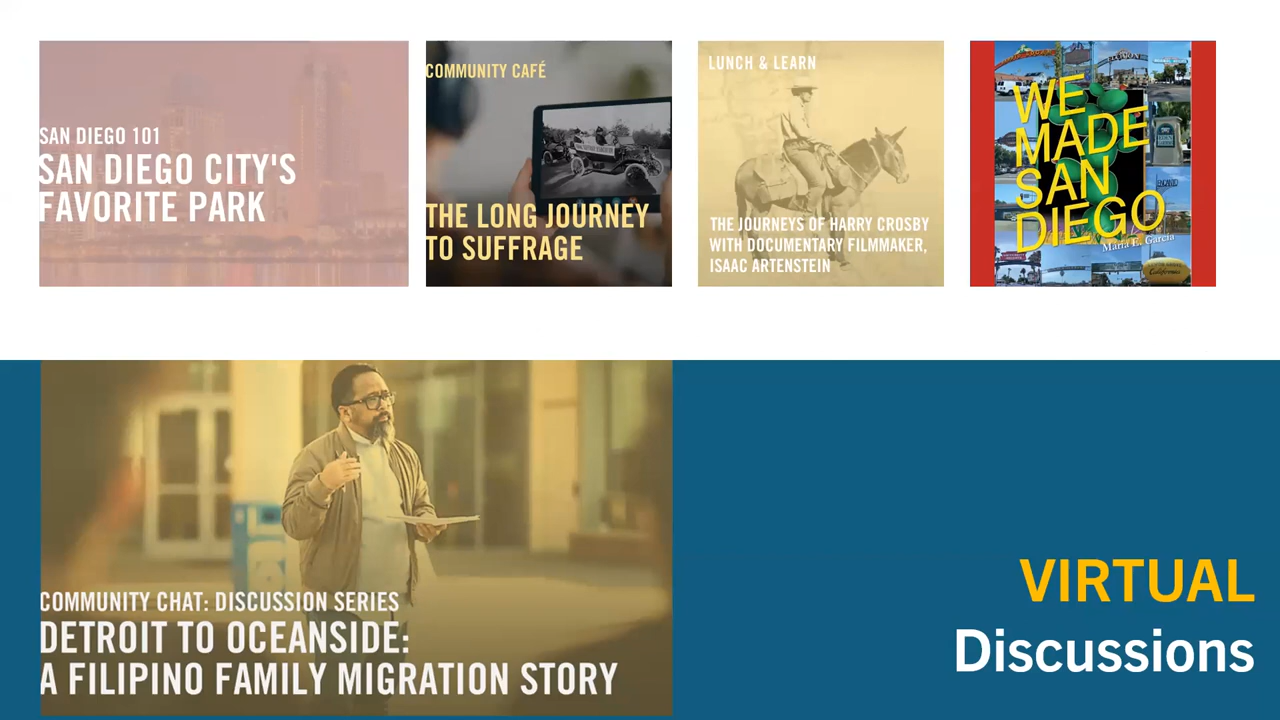 SAN DIEGO 101
SAN DIEGO CITY'S
FAVORITE PARK
COMMUNITY CAFÉ
THE LONG JOURNEY
TO SUFFRAGE
LUNCH & LEARN
THE JOURNEYS OF HARRY CROSBY
WITH DOCUMENTARY FILMMAKER,
ISAAC ARTENSTEIN
WE
MADE
SAN
DIEGO
Maria E. Garcia
COMMUNITY CHAT: DISCUSSION SERIES
DETROIT TO OCEANSIDE:
A FILIPINO FAMILY MIGRATION STORY
VIRTUAL
Discussions